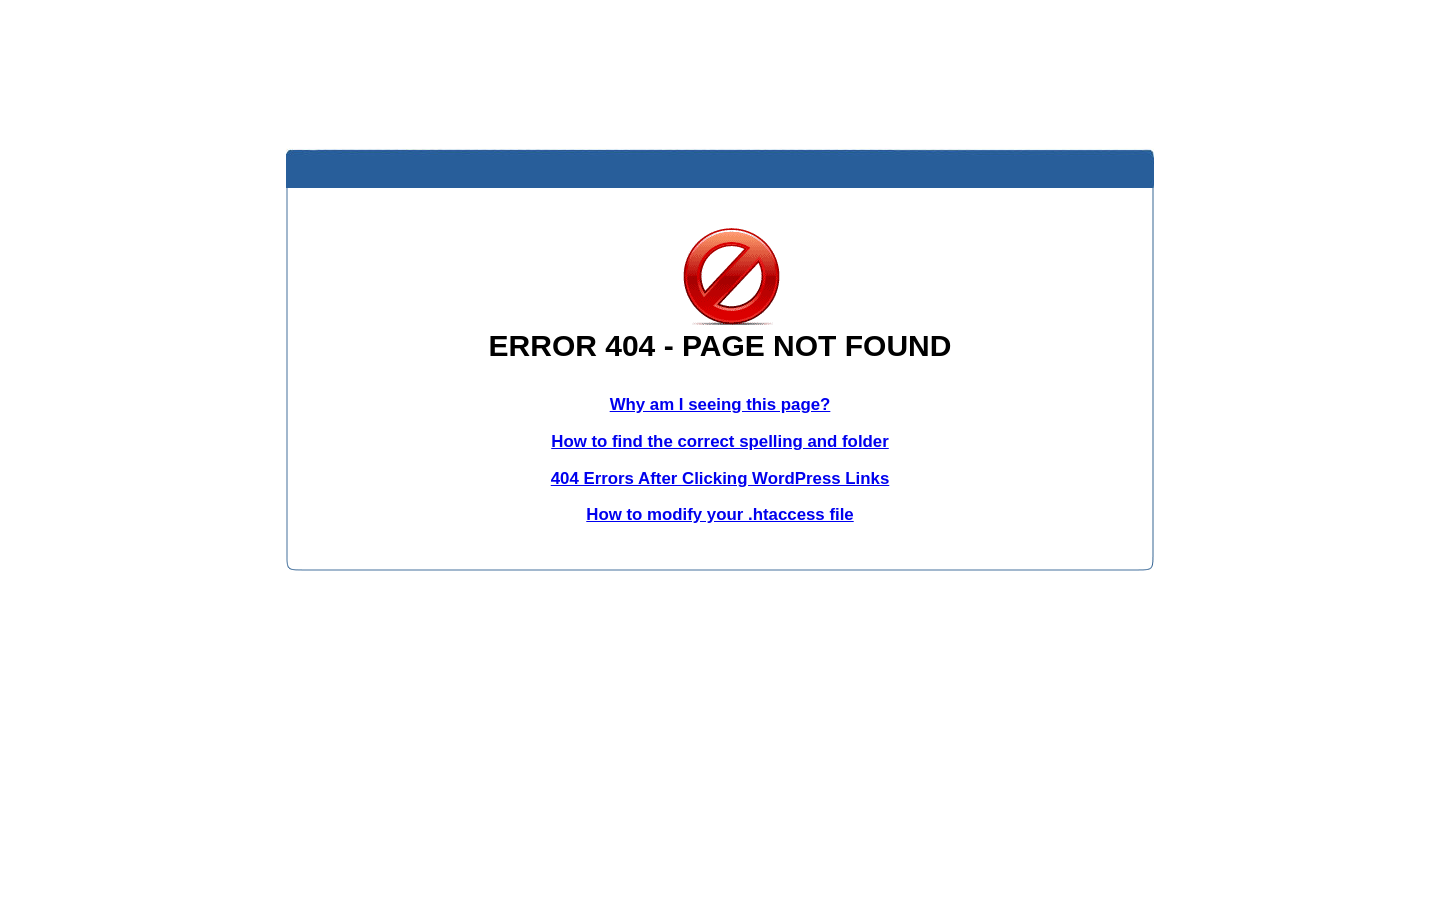 ERROR 404 - PAGE NOT FOUND
Why am I seeing this page?
How to find the correct spelling and folder
404 Errors After Clicking WordPress Links
How to modify your .htaccess file